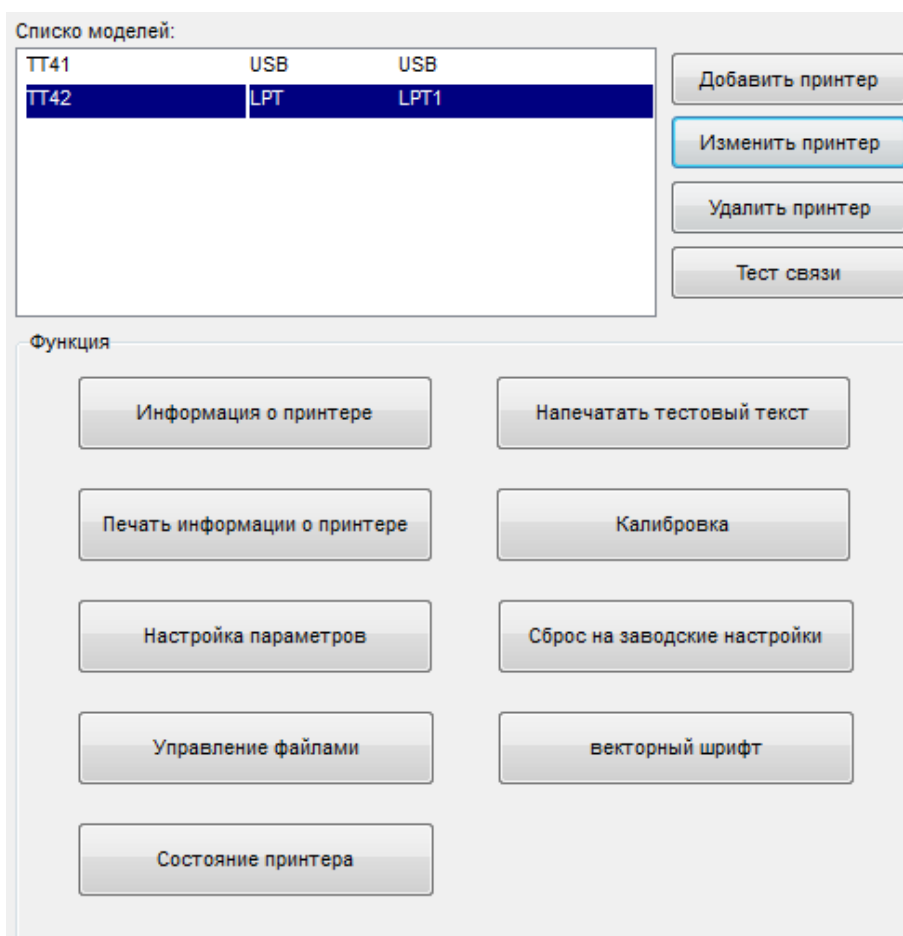 Списко моделей:
TT41 USB USB
TT42 LPT LPT1
Добавить принтер
Изменить принтер
Удалить принтер
Тест связи
Функция
Информация о принтере
Напечатать тестовый текст
Печать информации о принтере
Калибровка
Настройка параметров
Сброс на заводские настройки
Управление файлами
векторный шрифт
Состояние принтера